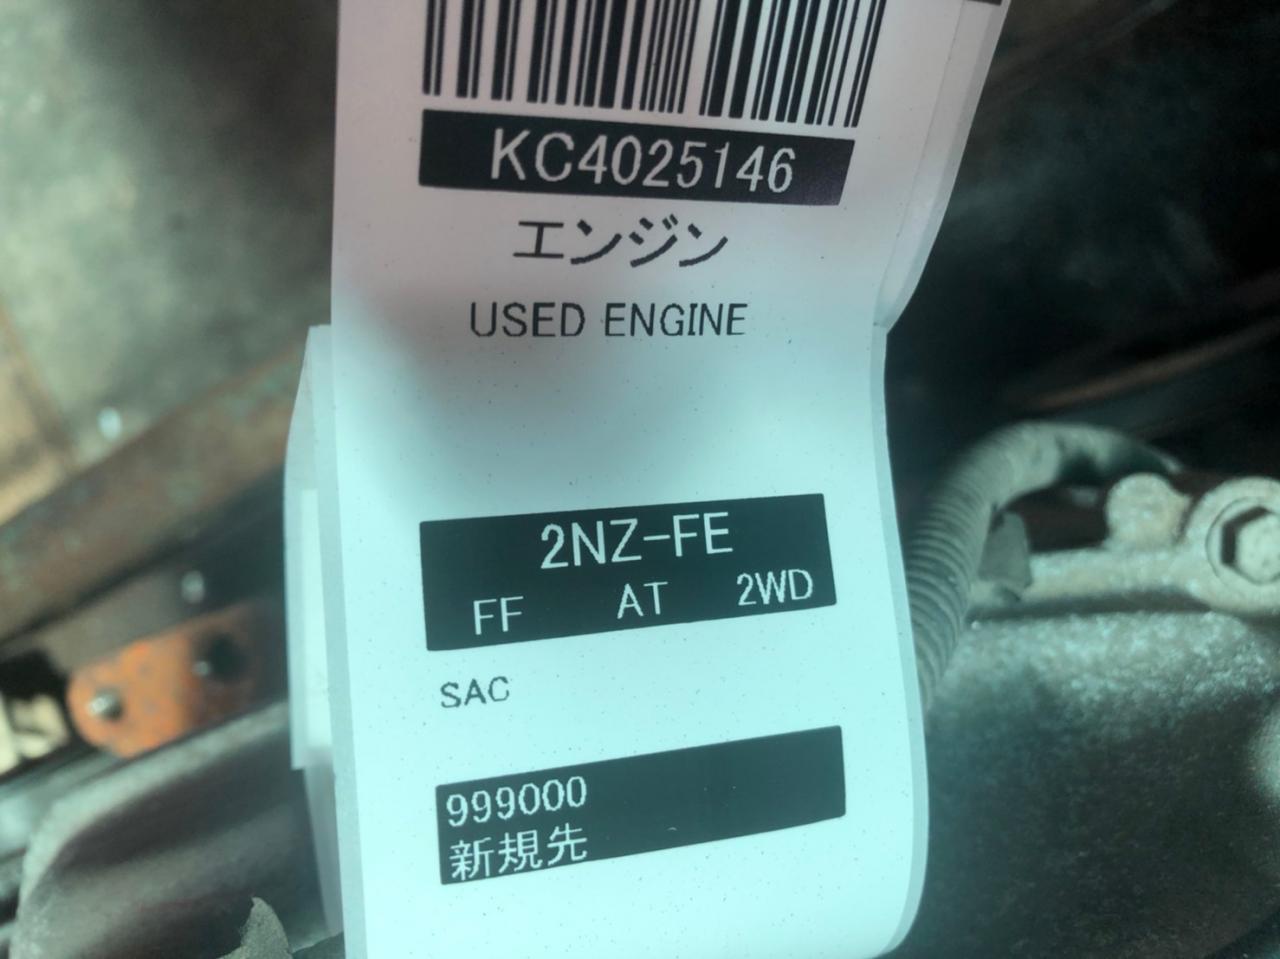 KC4025146
エンジン
USED ENGINE
2NZ-FE
FF AT 2WD
SAC
999000
新規先